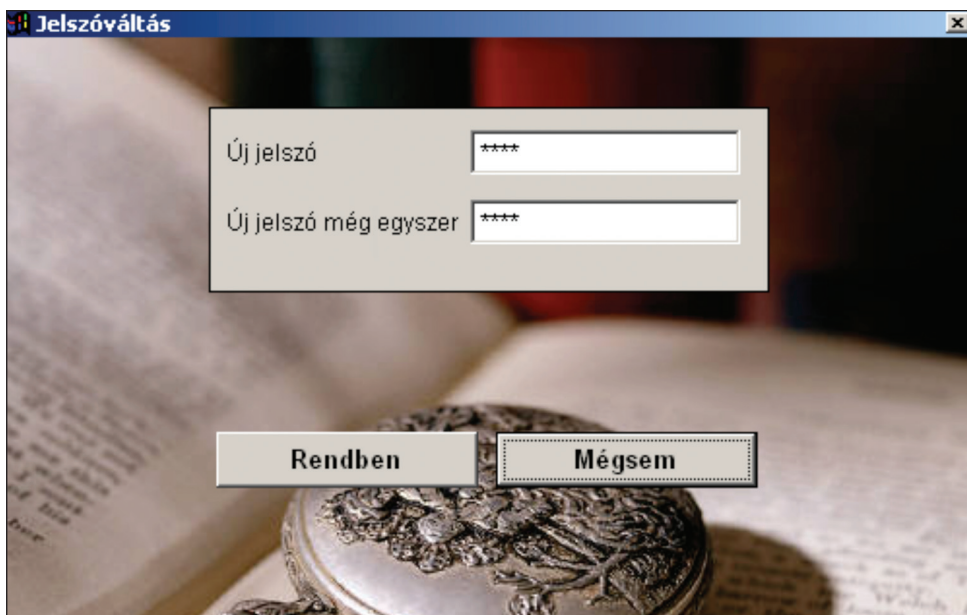 Jelszóváltás
Új jelszó ****
Új jelszó még egyszer ****
Rendben Mégsem